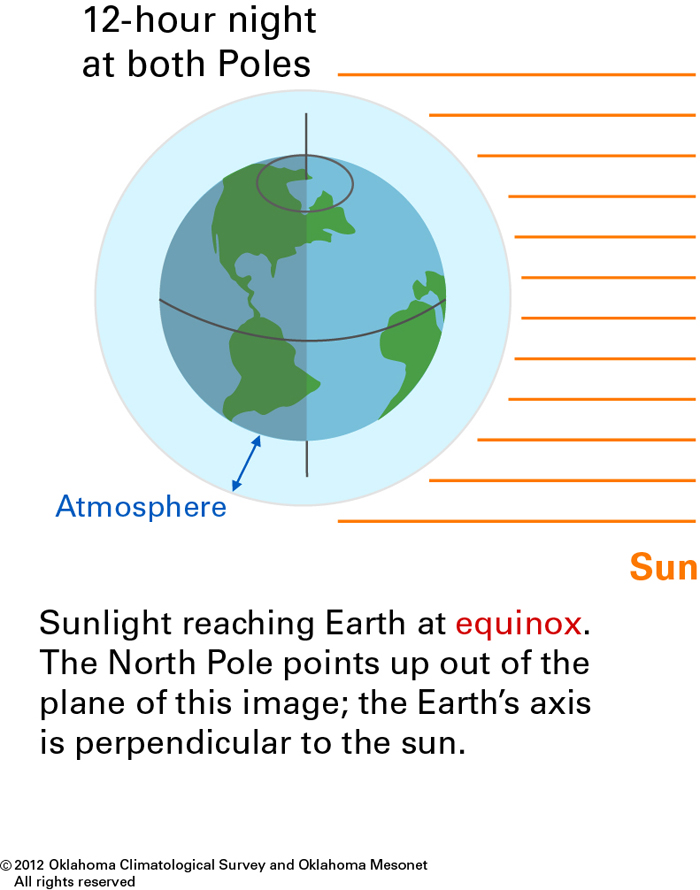 12-hour night
at both Poles
Atmosphere
Sun
Sunlight reaching Earth at equinox.
The North Pole points up out of the
plane of this image; the Earth’s axis
is perpendicular to the sun.
© 2012 Oklahoma Climatological Survey and Oklahoma Mesonet
All rights reserved